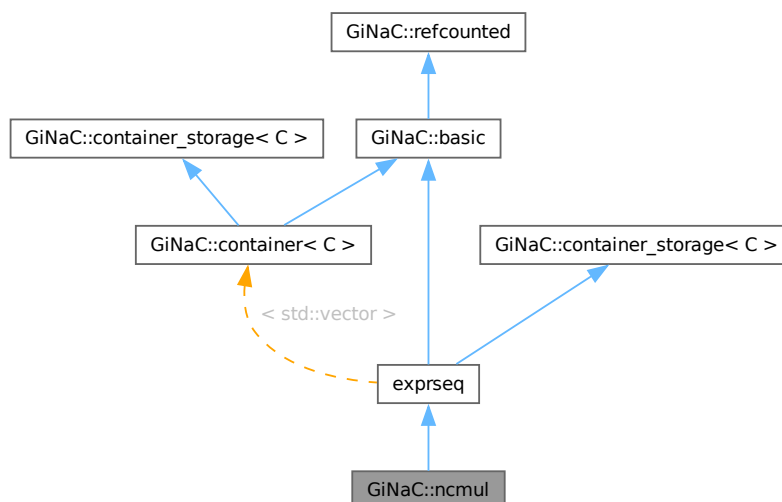 GiNaC::refcounted
GiNaC::container_storage< C >
GiNaC::basic
GiNaC::container< C >
GiNaC::container_storage< C >
< std::vector >
exprseq
GiNaC::ncmul